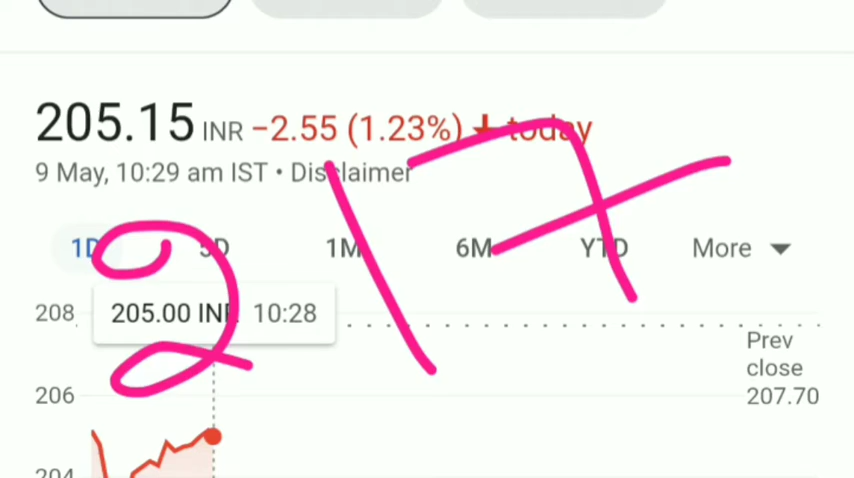 205.15 INR −2.55 (1.23%) ↓ today
9 May, 10:29 am IST • Disclaimer
217
1D 5D 1M 6M YTD More
208
205.00 INR 10:28
Prev
close
207.70
206
204